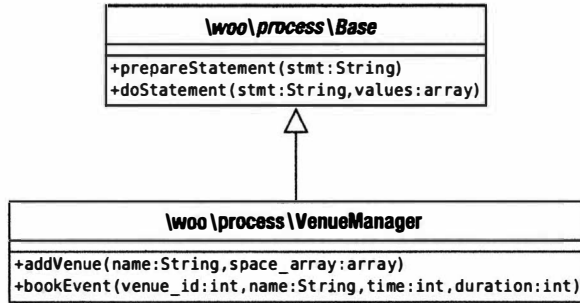 \woo\process\Base
+prepareStatement(stmt:String)
+doStatement(stmt:String,values:array)
\woo\process\VenueManager
+addVenue(name:String,space_array:array)
+bookEvent(venue_id:int,name:String,time:int,duration:int)